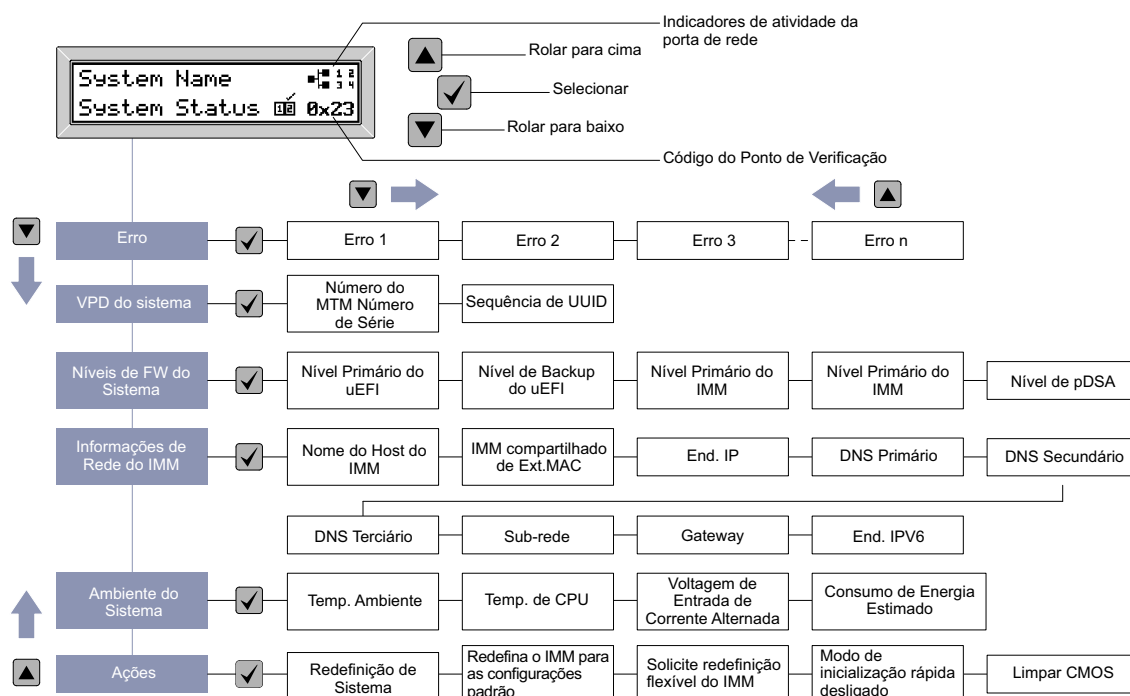 Indicadores de atividade da
porta de rede
Rolar para cima
System Name 1 2
3 4
Selecionar
System Status 12 0x23
Rolar para baixo
Código do Ponto de Verificação
Erro
Erro 1
Erro 2
Erro 3
Erro n
VPD do sistema
Número do
MTM Número
de Série
Sequência de UUID
Níveis de FW do
Sistema
Nível Primário do
uEFI
Nível de Backup
do uEFI
Nível Primário do
IMM
Nível Primário do
IMM
Nível de pDSA
Informações de
Rede do IMM
Nome do Host do
IMM
IMM compartilhado
de Ext.MAC
End. IP
DNS Primário
DNS Secundário
DNS Terciário
Sub-rede
Gateway
End. IPV6
Ambiente do
Sistema
Temp. Ambiente
Temp. de CPU
Voltagem de
Entrada de
Corrente Alternada
Consumo de Energia
Estimado
Ações
Redefinição de
Sistema
Redefina o IMM para
as configurações
padrão
Solicite redefinição
flexível do IMM
Modo de
inicialização rápida
desligado
Limpar CMOS